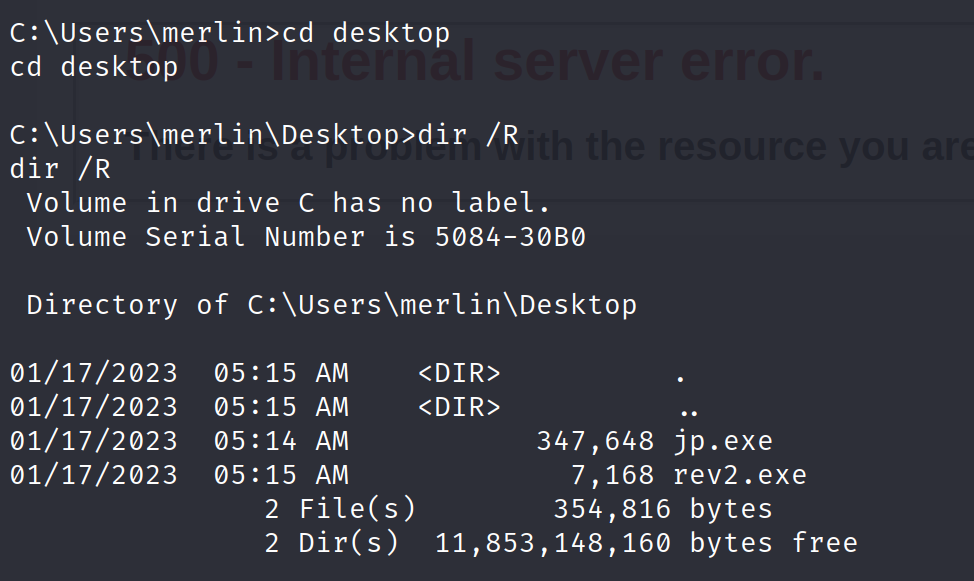 C:\Users\merlin>cd desktop
cd desktop
500 - Internal server error.
C:\Users\merlin\Desktop>dir /R
There is a problem with the resource you are
dir /R
 Volume in drive C has no label.
 Volume Serial Number is 5084-30B0
 Directory of C:\Users\merlin\Desktop
01/17/2023  05:15 AM    <DIR>          .
01/17/2023  05:15 AM    <DIR>          ..
01/17/2023  05:14 AM           347,648 jp.exe
01/17/2023  05:15 AM             7,168 rev2.exe
               2 File(s)        354,816 bytes
               2 Dir(s)  11,853,148,160 bytes free